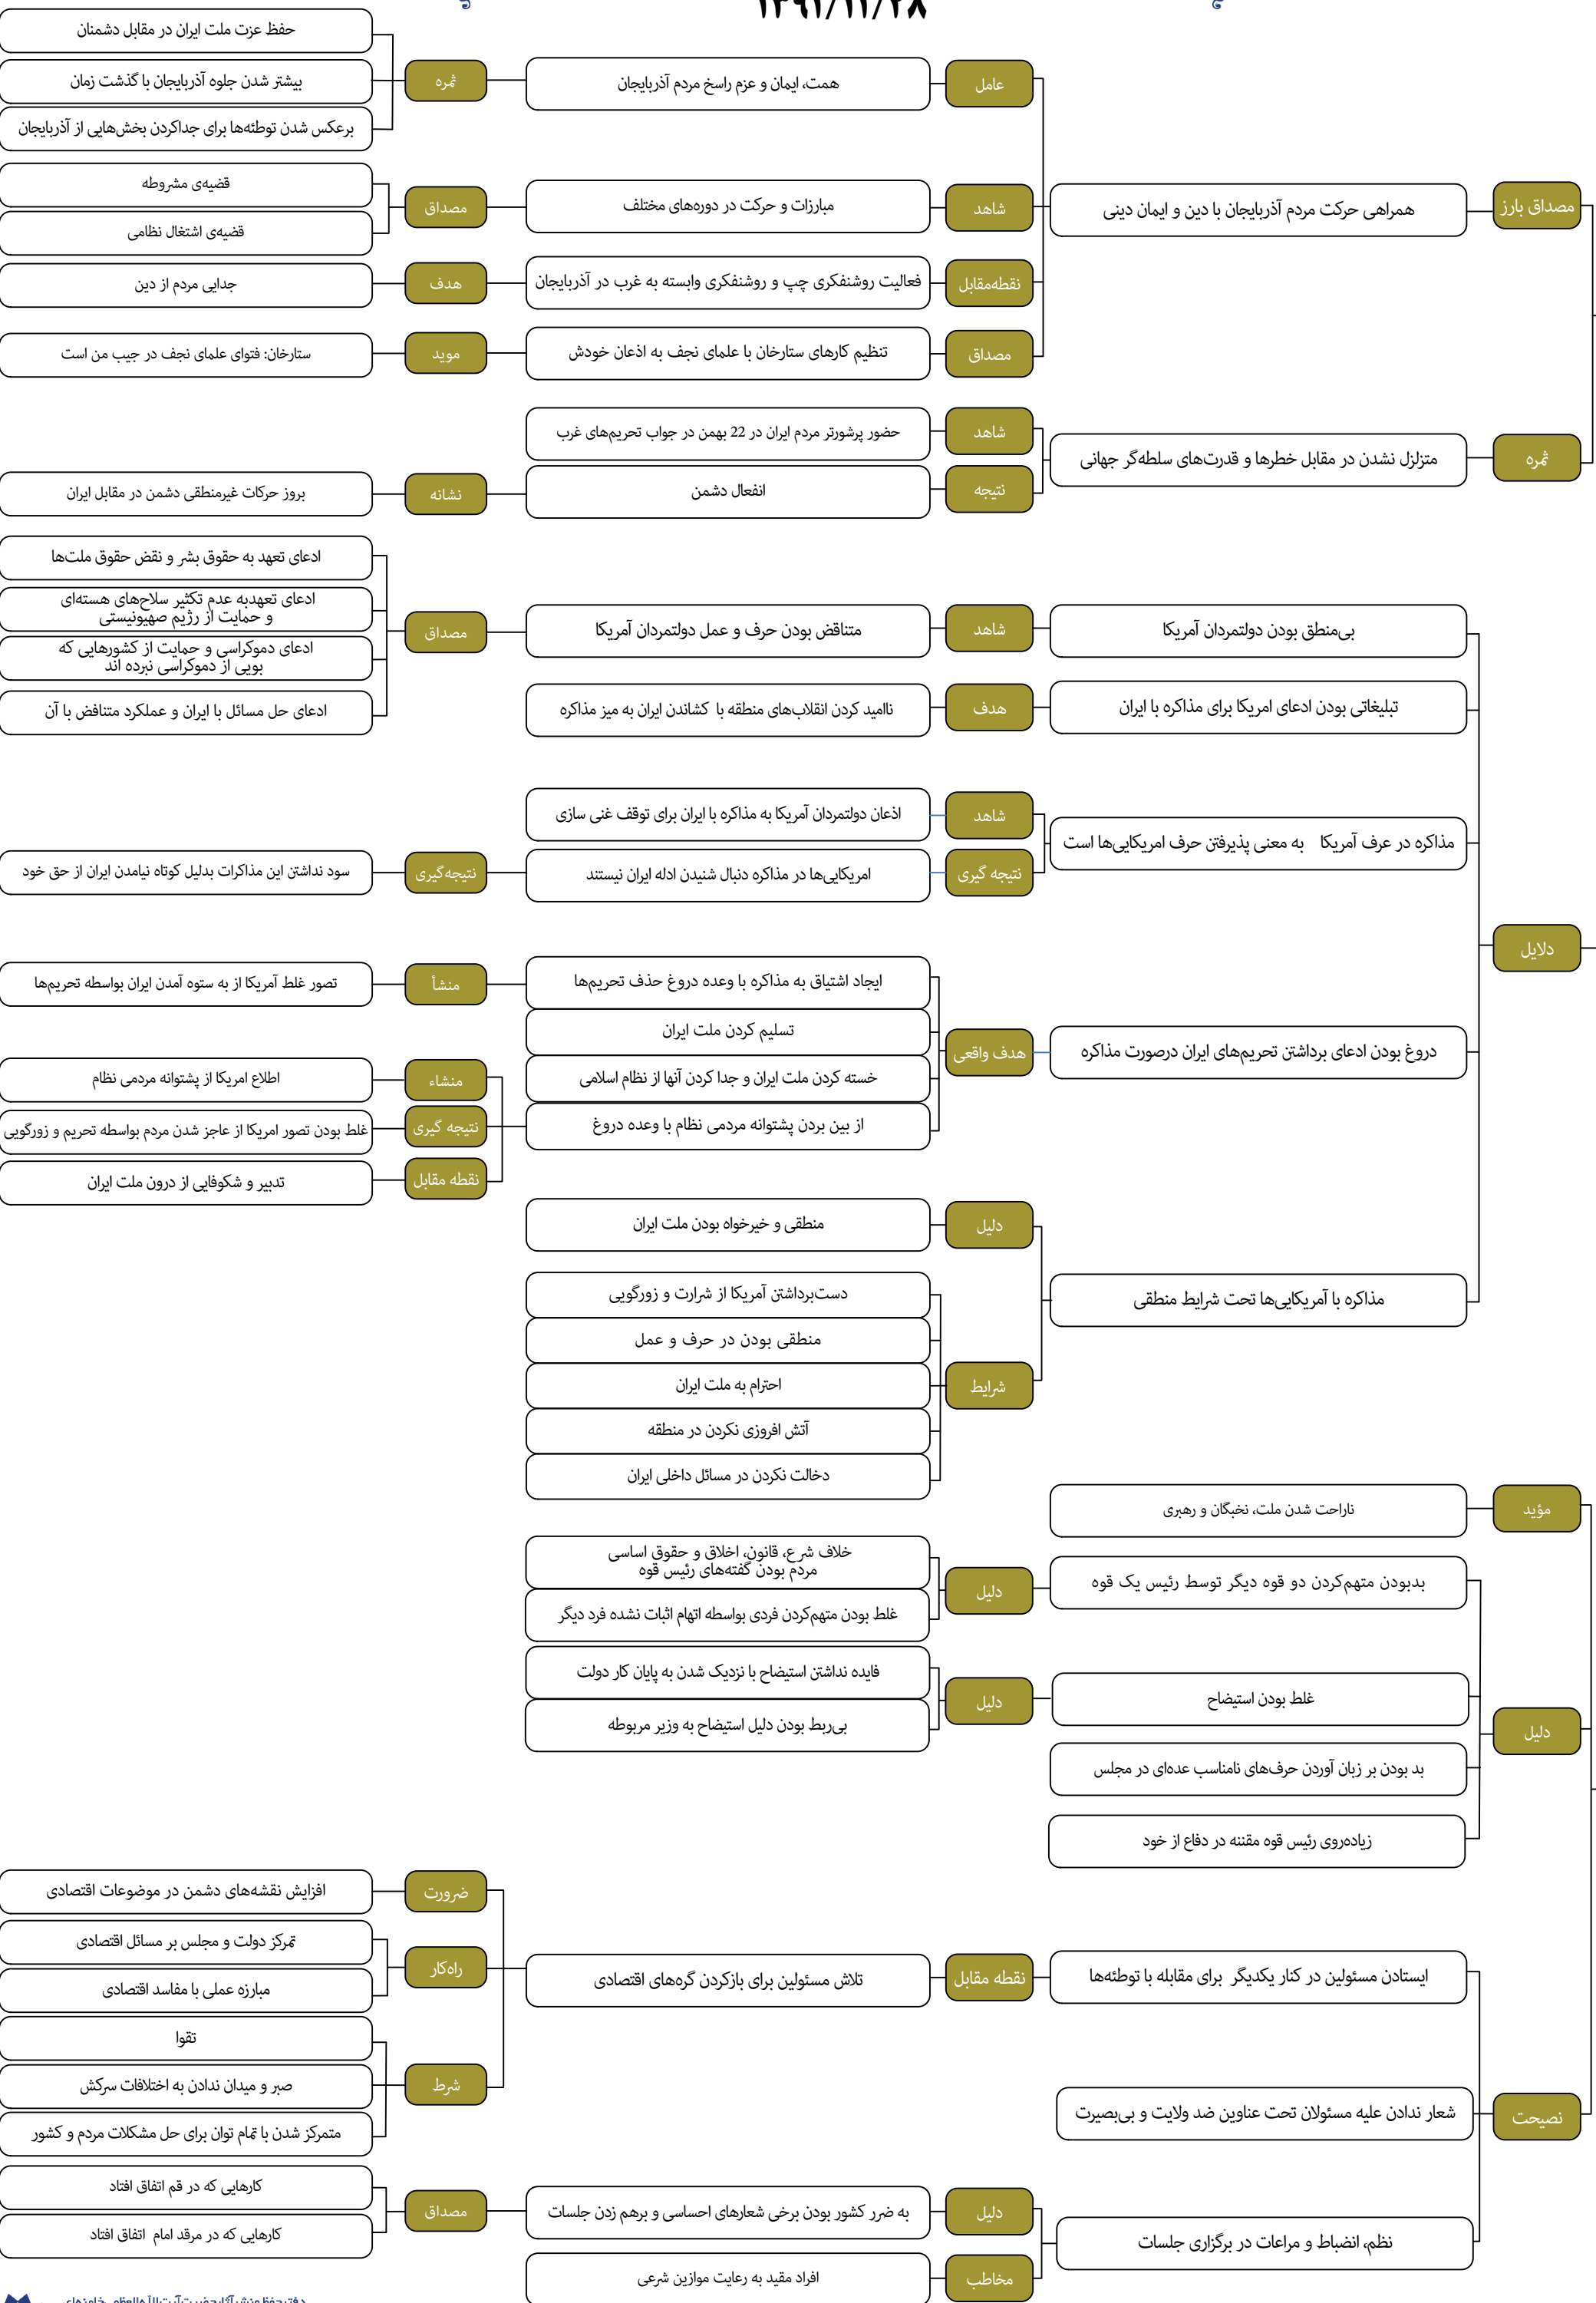 ۱۳۹۱/۱۱/۲۸
مصداق بارز
همراهی حرکت مردم آذربایجان با دین و ایمان دینی
عامل
همت، ایمان و عزم راسخ مردم آذربایجان
ثمره
حفظ عزت ملت ایران در مقابل دشمنان
بیشتر شدن جلوه آذربایجان با گذشت زمان
برعکس شدن توطئه‌ها برای جداکردن بخش‌هایی از آذربایجان
شاهد
مبارزات و حرکت در دوره‌های مختلف
مصداق
قضیه‌ی مشروطه
قضیه‌ی اشتغال نظامی
نقطه‌مقابل
فعالیت روشنفکری چپ و روشنفکری وابسته به غرب در آذربایجان
هدف
جدایی مردم از دین
مصداق
تنظیم کارهای ستارخان با علمای نجف به اذعان خودش
موید
ستارخان: فتوای علمای نجف در جیب من است
ثمره
متزلزل نشدن در مقابل خطرها و قدرت‌های سلطه‌گر جهانی
شاهد
حضور پرشورتر مردم ایران در 22 بهمن در جواب تحریم‌های غرب
نتیجه
انفعال دشمن
نشانه
بروز حرکات غیرمنطقی دشمن در مقابل ایران
دلایل
بی‌منطق بودن دولتمردان آمریکا
شاهد
متناقض بودن حرف و عمل دولتمردان آمریکا
مصداق
ادعای تعهد به حقوق بشر و نقض حقوق ملت‌ها
ادعای تعهدبه عدم تکثیر سلاح‌های هسته‌ای
و حمایت از رژیم صهیونیستی
ادعای دموکراسی و حمایت از کشورهایی که
بویی از دموکراسی نبرده اند
ادعای حل مسائل با ایران و عملکرد متنافض با آن
تبلیغاتی بودن ادعای امریکا برای مذاکره با ایران
هدف
ناامید کردن انقلاب‌های منطقه با کشاندن ایران به میز مذاکره
مذاکره در عرف آمریکا به معنی پذیرفتن حرف امریکایی‌ها است
شاهد
اذعان دولتمردان آمریکا به مذاکره با ایران برای توقف غنی سازی
نتیجه گیری
امریکایی‌ها در مذاکره دنبال شنیدن ادله ایران نیستند
نتیجه‌گیری
سود نداشتن این مذاکرات بدلیل کوتاه نیامدن ایران از حق خود
دروغ بودن ادعای برداشتن تحریم‌های ایران درصورت مذاکره
هدف واقعی
ایجاد اشتیاق به مذاکره با وعده دروغ حذف تحریم‌ها
منشأ
تصور غلط آمریکا از به ستوه آمدن ایران بواسطه تحریم‌ها
تسلیم کردن ملت ایران
خسته کردن ملت ایران و جدا کردن آنها از نظام اسلامی
از بین بردن پشتوانه مردمی نظام با وعده دروغ
منشاء
اطلاع امریکا از پشتوانه مردمی نظام
نتیجه گیری
غلط بودن تصور امریکا از عاجز شدن مردم بواسطه تحریم و زورگویی
نقطه مقابل
تدبیر و شکوفایی از درون ملت ایران
مذاکره با آمریکایی‌ها تحت شرایط منطقی
دلیل
منطقی و خیرخواه بودن ملت ایران
شرایط
دست‌برداشتن آمریکا از شرارت و زورگویی
منطقی بودن در حرف و عمل
احترام به ملت ایران
آتش افروزی نکردن در منطقه
دخالت نکردن در مسائل داخلی ایران
مؤید
ناراحت شدن ملت، نخبگان و رهبری
دلیل
بدبودن متهم‌کردن دو قوه دیگر توسط رئیس یک قوه
دلیل
خلاف شرع، قانون، اخلاق و حقوق اساسی
مردم بودن گفته‌های رئیس قوه
غلط بودن متهم‌کردن فردی بواسطه اتهام اثبات نشده فرد دیگر
غلط بودن استیضاح
دلیل
فایده نداشتن استیضاح با نزدیک شدن به پایان کار دولت
بی‌ربط بودن دلیل استیضاح به وزیر مربوطه
بد بودن بر زبان آوردن حرف‌های نامناسب عده‌ای در مجلس
زیاده‌روی رئیس قوه مقننه در دفاع از خود
نصیحت
ایستادن مسئولین در کنار یکدیگر برای مقابله با توطئه‌ها
نقطه مقابل
تلاش مسئولین برای بازکردن گره‌های اقتصادی
ضرورت
افزایش نقشه‌های دشمن در موضوعات اقتصادی
راه‌کار
تمرکز دولت و مجلس بر مسائل اقتصادی
مبارزه عملی با مفاسد اقتصادی
شرط
تقوا
صبر و میدان ندادن به اختلافات سرکش
متمرکز شدن با تمام توان برای حل مشکلات مردم و کشور
شعار ندادن علیه مسئولان تحت عناوین ضد ولایت و بی‌بصیرت
نظم، انضباط و مراعات در برگزاری جلسات
دلیل
به ضرر کشور بودن برخی شعارهای احساسی و برهم زدن جلسات
مصداق
کارهایی که در قم اتفاق افتاد
کارهایی که در مرقد امام اتفاق افتاد
مخاطب
افراد مقید به رعایت موازین شرعی